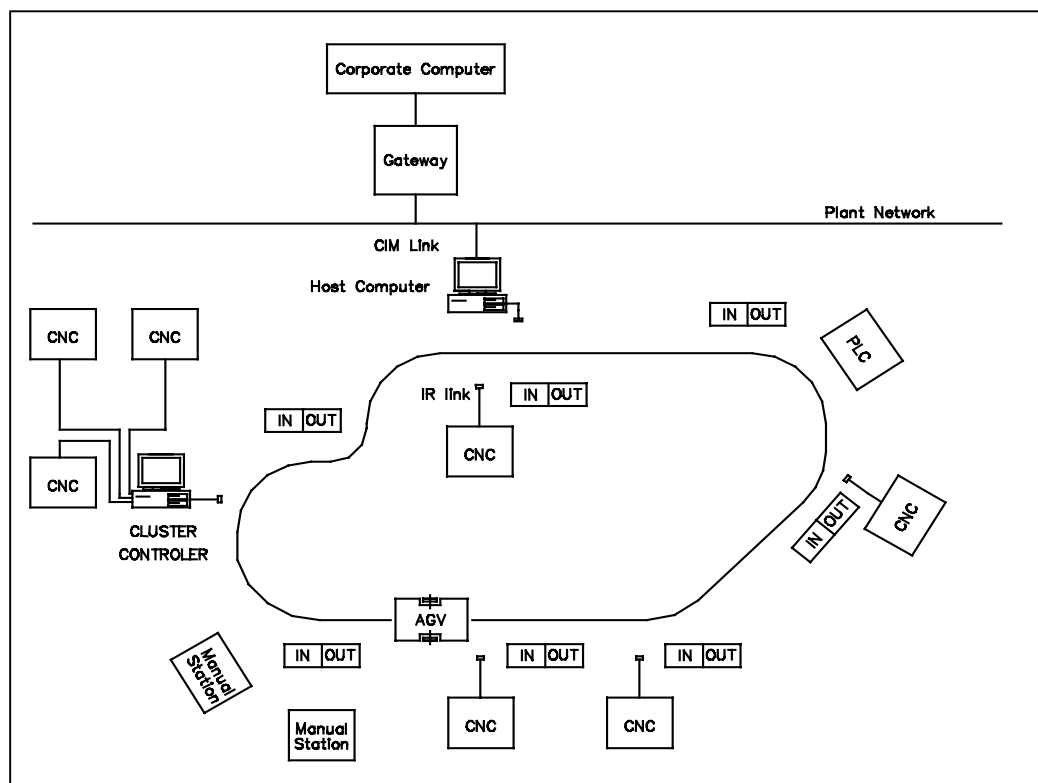 Corporate Computer
Gateway
Plant Network
CIM Link
Host Computer
IN OUT
CNC
CNC
PLC
IR link
IN OUT
IN OUT
CNC
CNC
CNC
IN OUT
CLUSTER
CONTROLER
AGV
IN OUT
IN OUT
IN OUT
Manual
Station
CNC
CNC
Manual
Station